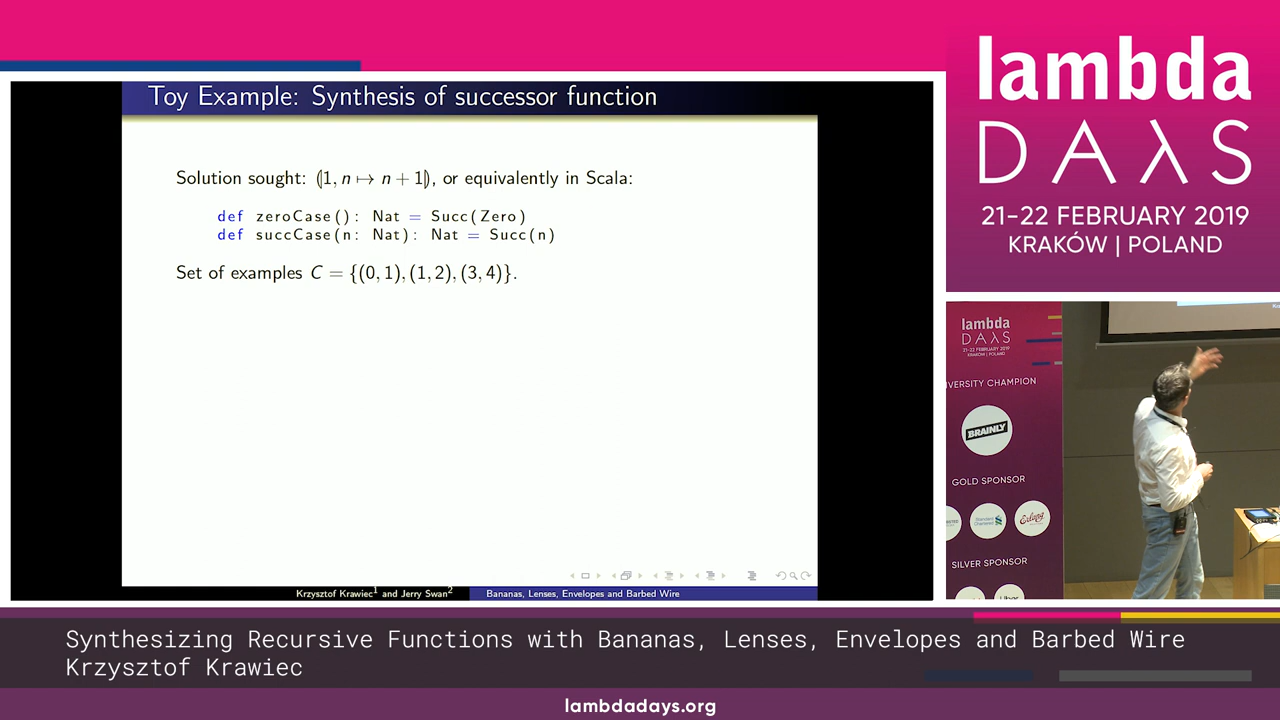 Toy Example: Synthesis of successor function
Solution sought: (|1, n ↦ n + 1|), or equivalently in Scala:
def zeroCase(): Nat = Succ(Zero)
def succCase(n: Nat): Nat = Succ(n)
Set of examples C = {(0, 1), (1, 2), (3, 4)}.
Krzysztof Krawiec¹ and Jerry Swan²
Bananas, Lenses, Envelopes and Barbed Wire
lambda
DAλS
21–22 FEBRUARY 2019
KRAKÓW | POLAND
lambda
DAλS
21-22 FEBRUARY 2019
KRAKÓW | POLAND
IVERSITY CHAMPION
BRAINLY
GOLD SPONSOR
Standard
Chartered
Erlang
SILVER SPONSOR
Synthesizing Recursive Functions with Bananas, Lenses, Envelopes and Barbed Wire
Krzysztof Krawiec
lambdadays.org